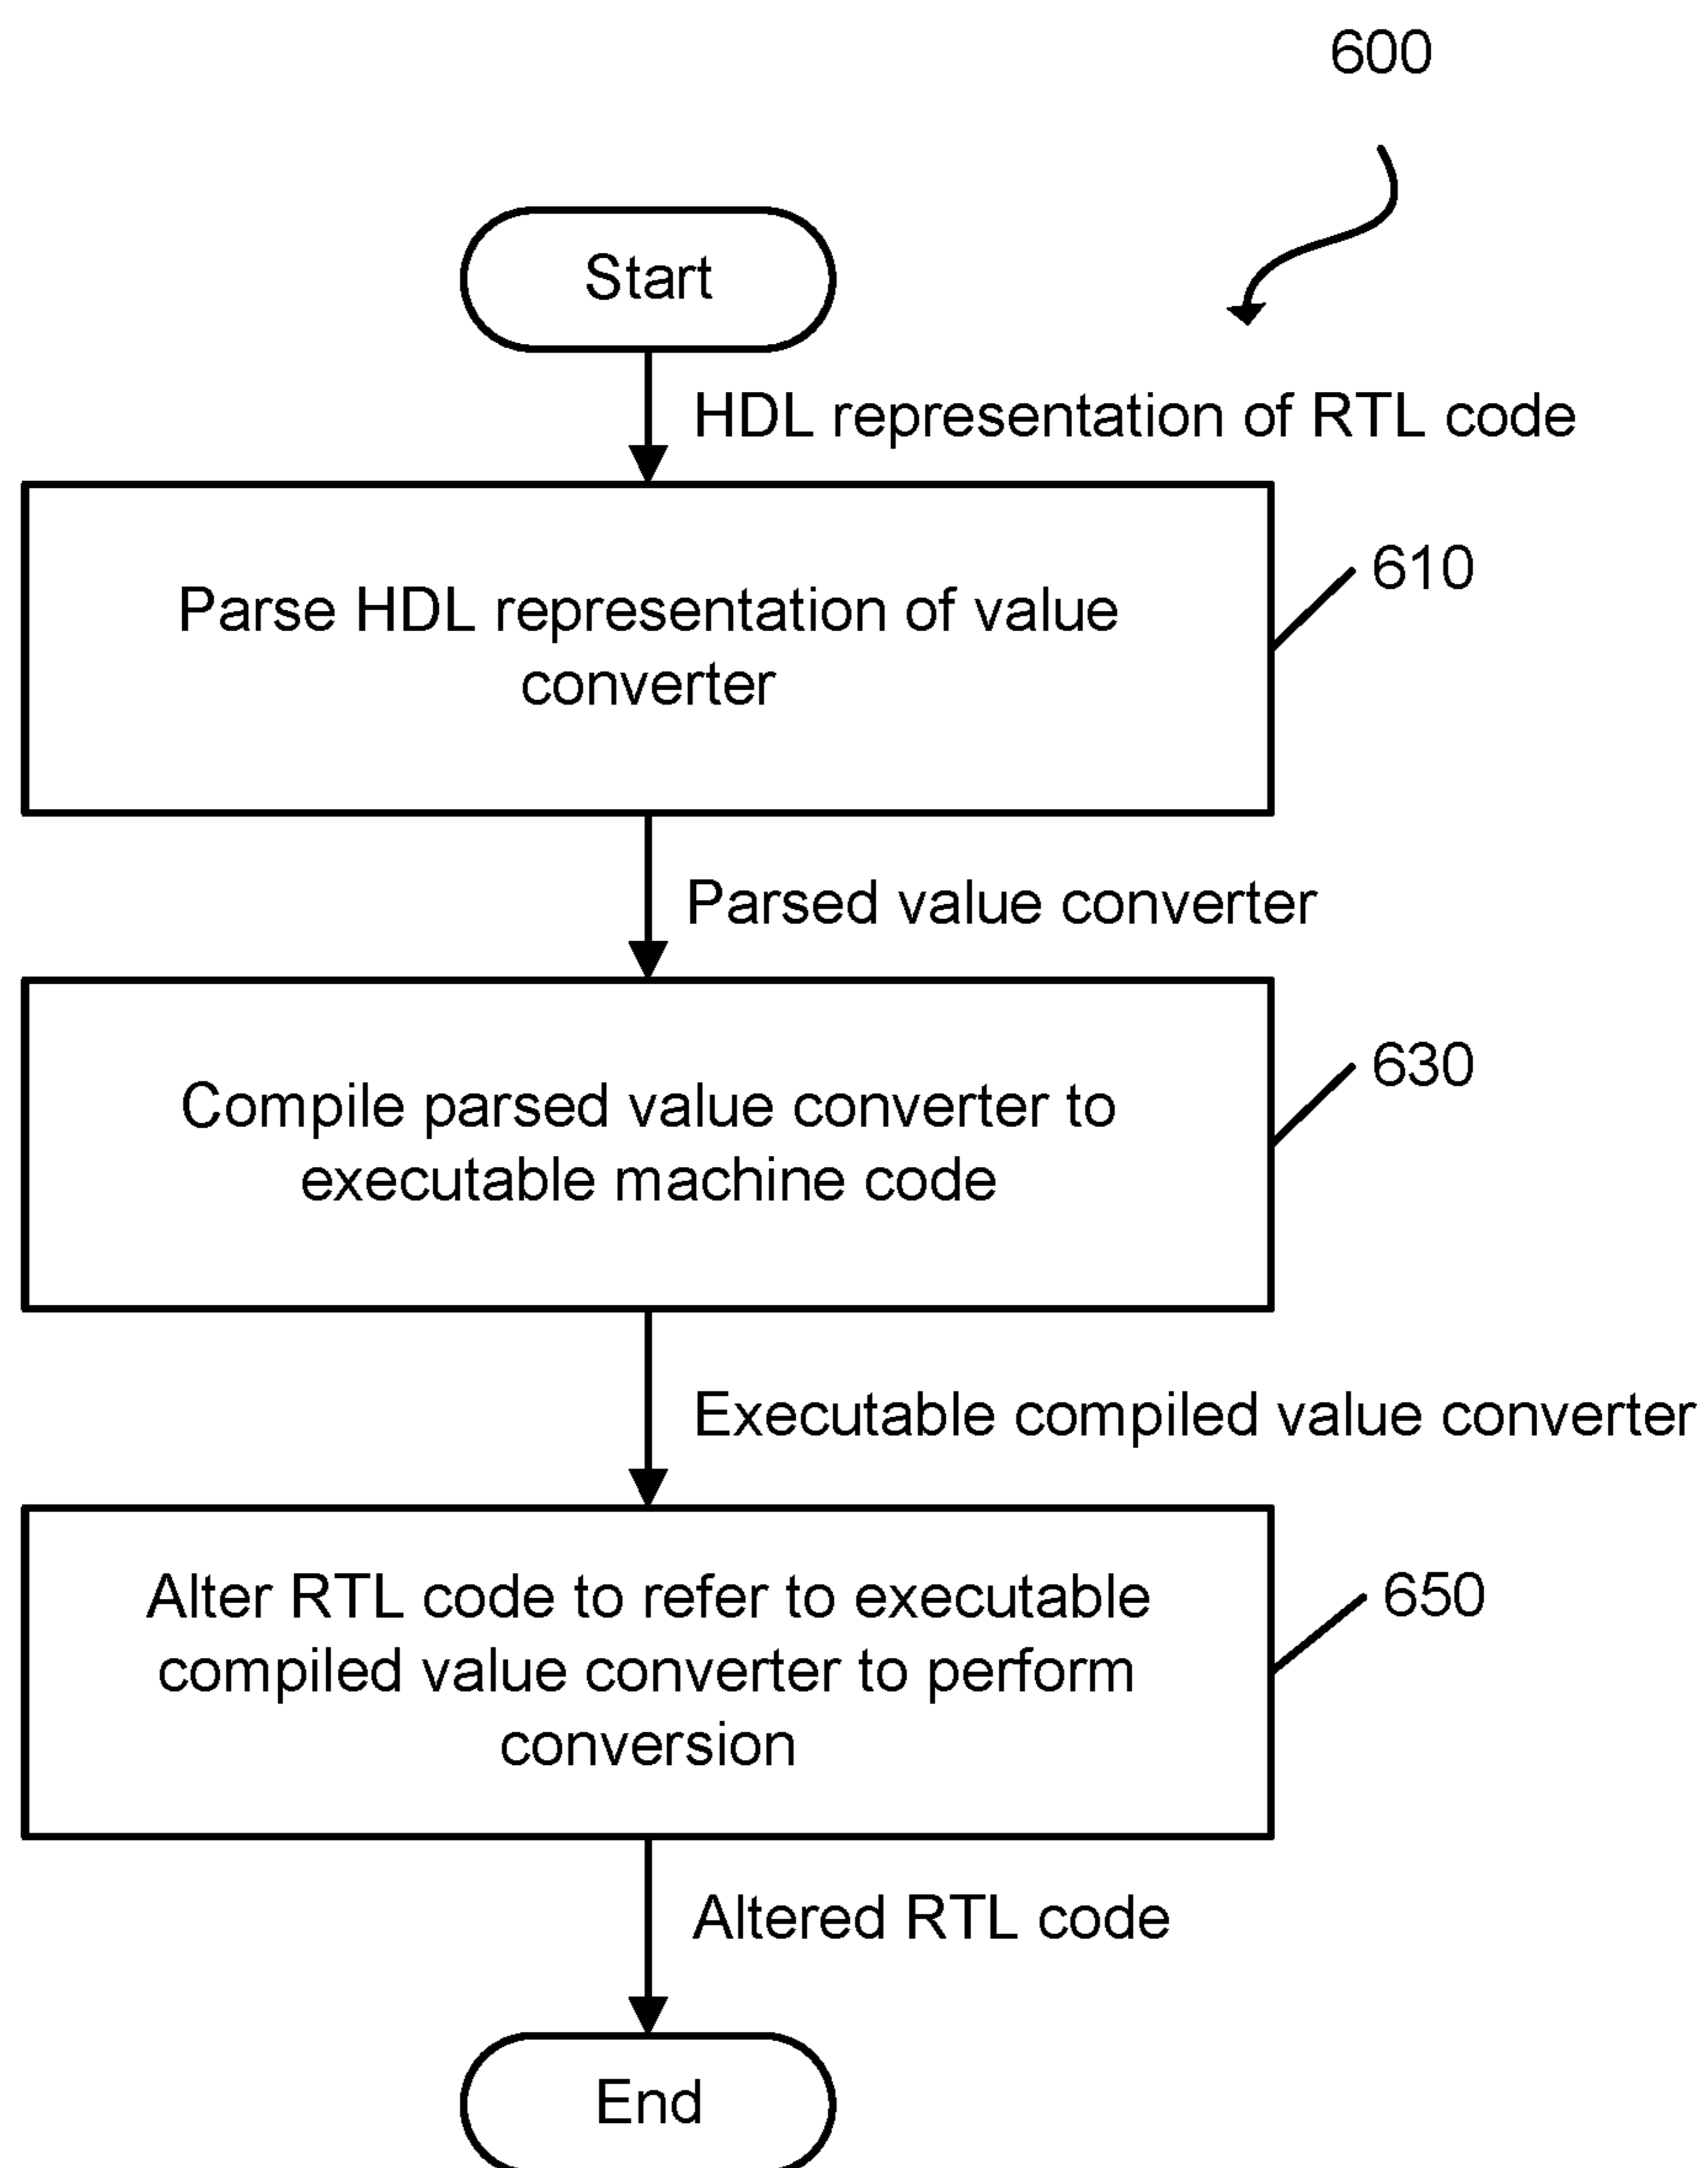 600
Start
HDL representation of RTL code
Parse HDL representation of value
converter
610
Parsed value converter
Compile parsed value converter to
executable machine code
630
Executable compiled value converter
Alter RTL code to refer to executable
compiled value converter to perform
conversion
650
Altered RTL code
End